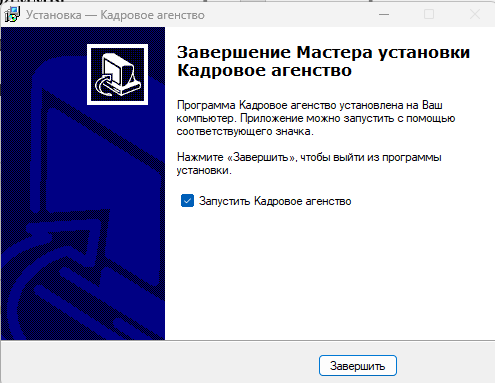 Установка — Кадровое агенство
Завершение Мастера установки
Кадровое агенство
Программа Кадровое агенство установлена на Ваш
компьютер. Приложение можно запустить с помощью
соответствующего значка.
Нажмите «Завершить», чтобы выйти из программы
установки.
Запустить Кадровое агенство
Завершить